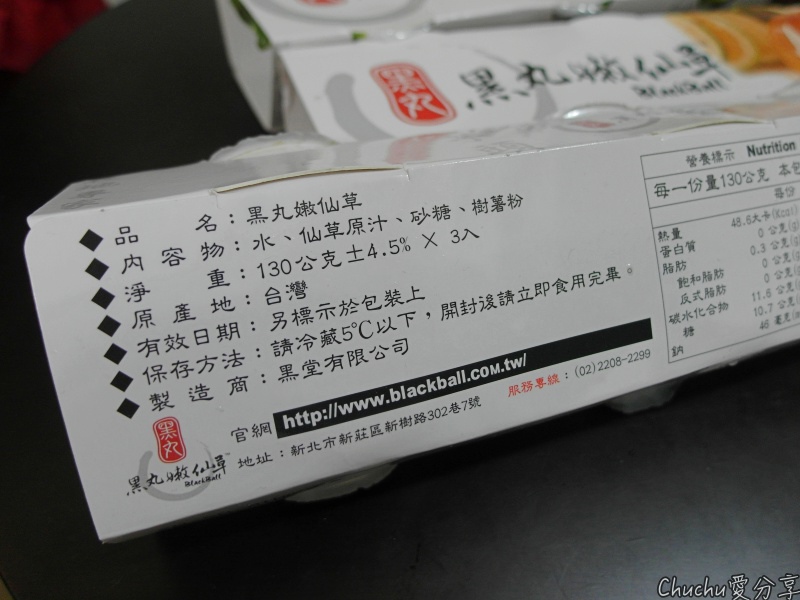 黑丸
黑丸嫩仙草
BlackBall
◆品名：黑丸嫩仙草
◆內容物：水、仙草原汁、砂糖、樹薯粉
◆淨重：130公克±4.5% X 3入
◆原產地：台灣
◆有效日期：另標示於包裝上
◆保存方法：請冷藏5℃以下，開封後請立即食用完畢。
◆製造商：黑堂有限公司
官網 http://www.blackball.com.tw/
地址：新北市新莊區新樹路302巷7號
服務專線：(02)2208-2299
黑丸
黑丸嫩仙草
BlackBall
營養標示 Nutrition
每一份量130公克 本包
每份
熱量 48.6大卡(Kcal)
蛋白質 0 公克(g)
脂肪 0.3 公克(g)
飽和脂肪 0 公克(g)
反式脂肪 0 公克(g)
碳水化合物 11.6 公克(g)
糖 10.7 公克(g)
鈉 46 毫克(m
Chuchu愛分享